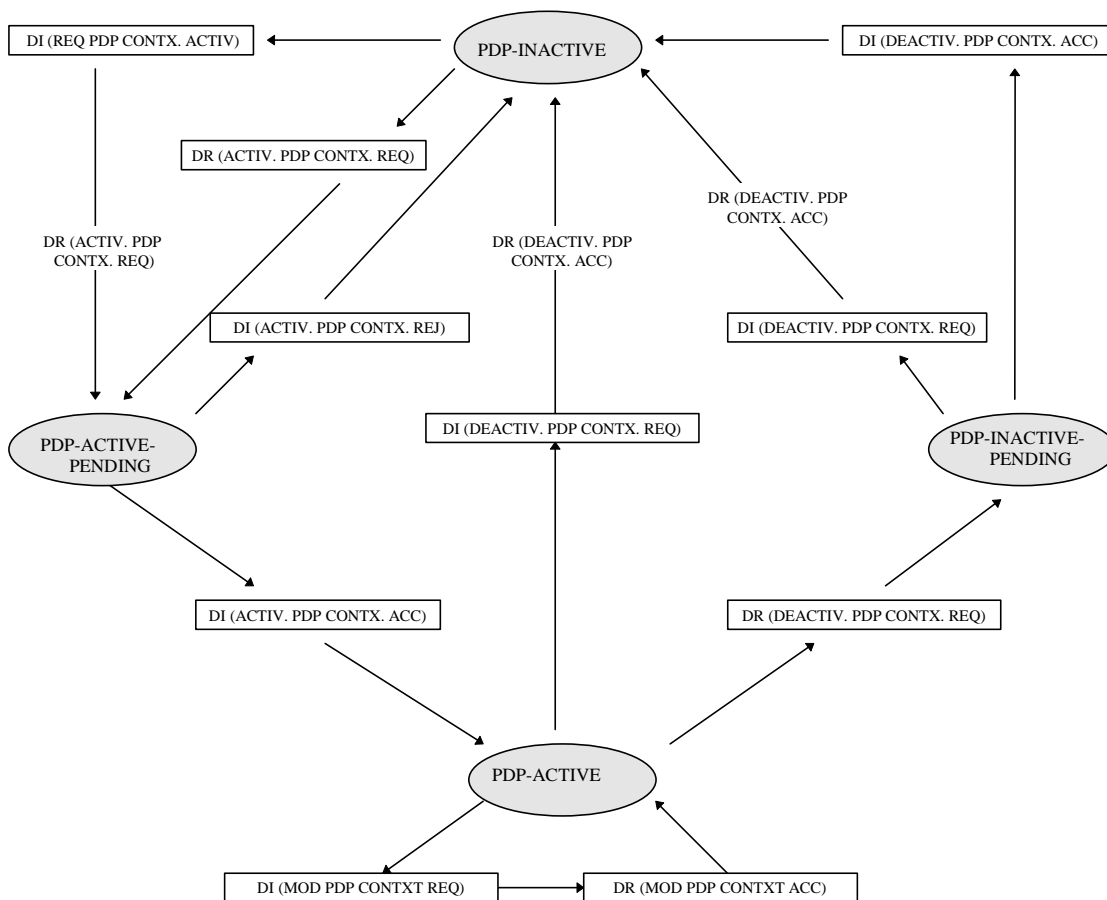 DI (REQ PDP CONTX. ACTIV)
PDP-INACTIVE
DI (DEACTIV. PDP CONTX. ACC)
DR (ACTIV. PDP CONTX. REQ)
DR (DEACTIV. PDP
CONTX. ACC)
DR (ACTIV. PDP
CONTX. REQ)
DR (DEACTIV. PDP
CONTX. ACC)
DI (ACTIV. PDP CONTX. REJ)
DI (DEACTIV. PDP CONTX. REQ)
PDP-ACTIVE-
PENDING
DI (DEACTIV. PDP CONTX. REQ)
PDP-INACTIVE-
PENDING
DI (ACTIV. PDP CONTX. ACC)
DR (DEACTIV. PDP CONTX. REQ)
PDP-ACTIVE
DI (MOD PDP CONTXT REQ)
DR (MOD PDP CONTXT ACC)